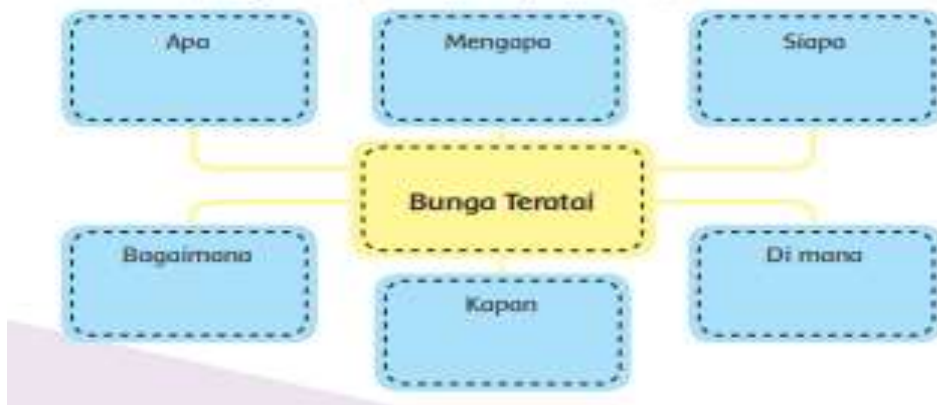 Apa
Mengapa
Siapa
Bunga Teratai
Bagaimana
Kapan
Di mana